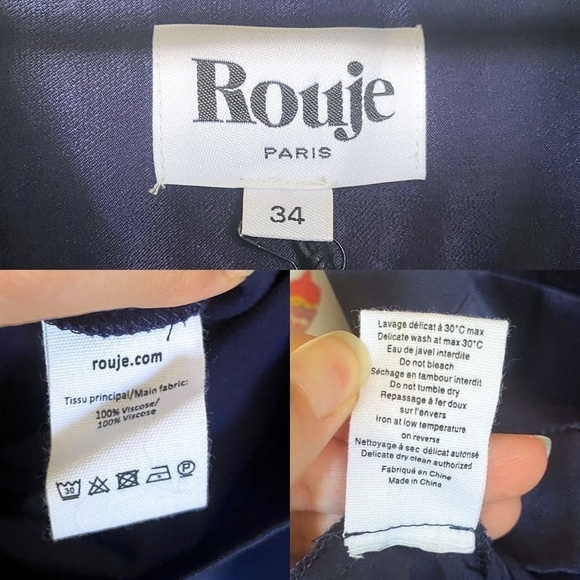 Rouje
PARIS
34
rouje.com
Tissu principal/Main fabric:
100% Viscose/
100% Viscose
30
P
Lavage délicat à 30°C max
Delicate wash at max 30°C
Eau de javel interdite
Do not bleach
Séchage en tambour interdit
Do not tumble dry
Repassage à fer doux
sur l'envers
Iron at low temperature
on reverse
Nettoyage à sec délicat autorisé
Delicate dry clean authorized
Fabriqué en Chine
Made in China